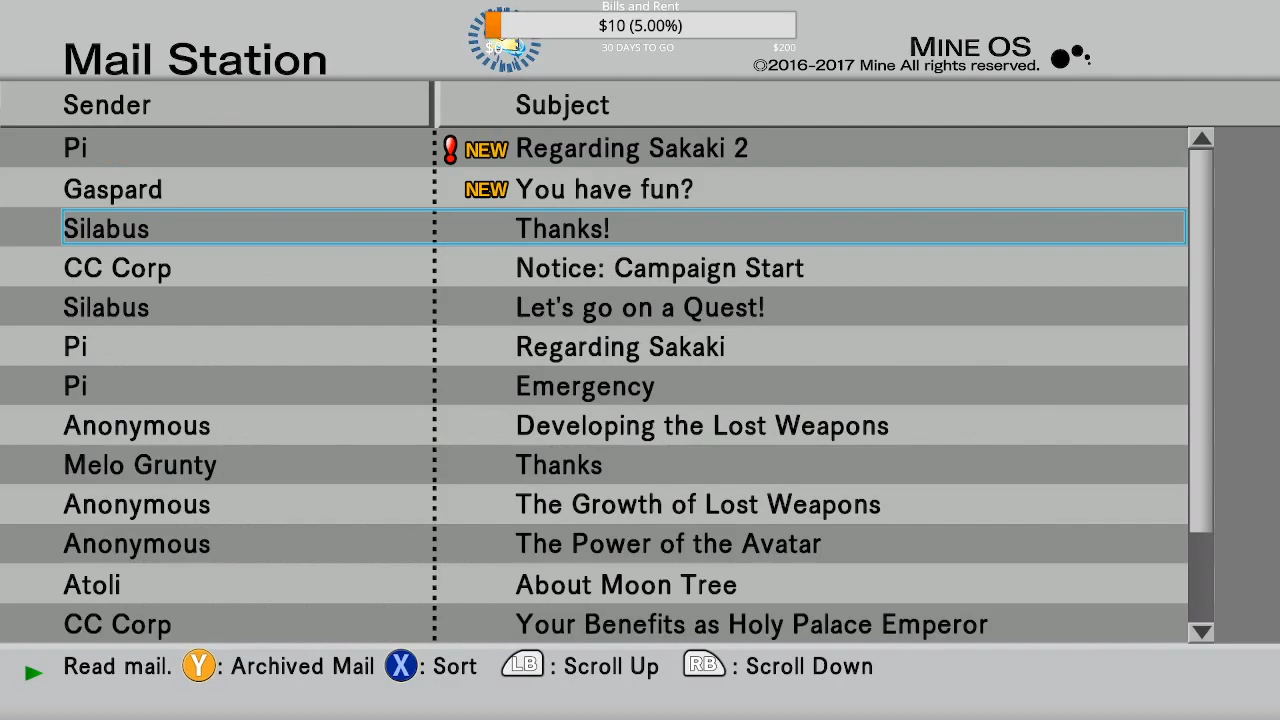 Bills and Rent
$10 (5.00%)
30 DAYS TO GO
$200
Mail Station
MINE OS
©2016-2017 Mine All rights reserved.
Sender Subject
Pi NEW Regarding Sakaki 2
Gaspard NEW You have fun?
Silabus Thanks!
CC Corp Notice: Campaign Start
Silabus Let's go on a Quest!
Pi Regarding Sakaki
Pi Emergency
Anonymous Developing the Lost Weapons
Melo Grunty Thanks
Anonymous The Growth of Lost Weapons
Anonymous The Power of the Avatar
Atoli About Moon Tree
CC Corp Your Benefits as Holy Palace Emperor
Read mail. Y: Archived Mail X: Sort LB: Scroll Up RB: Scroll Down